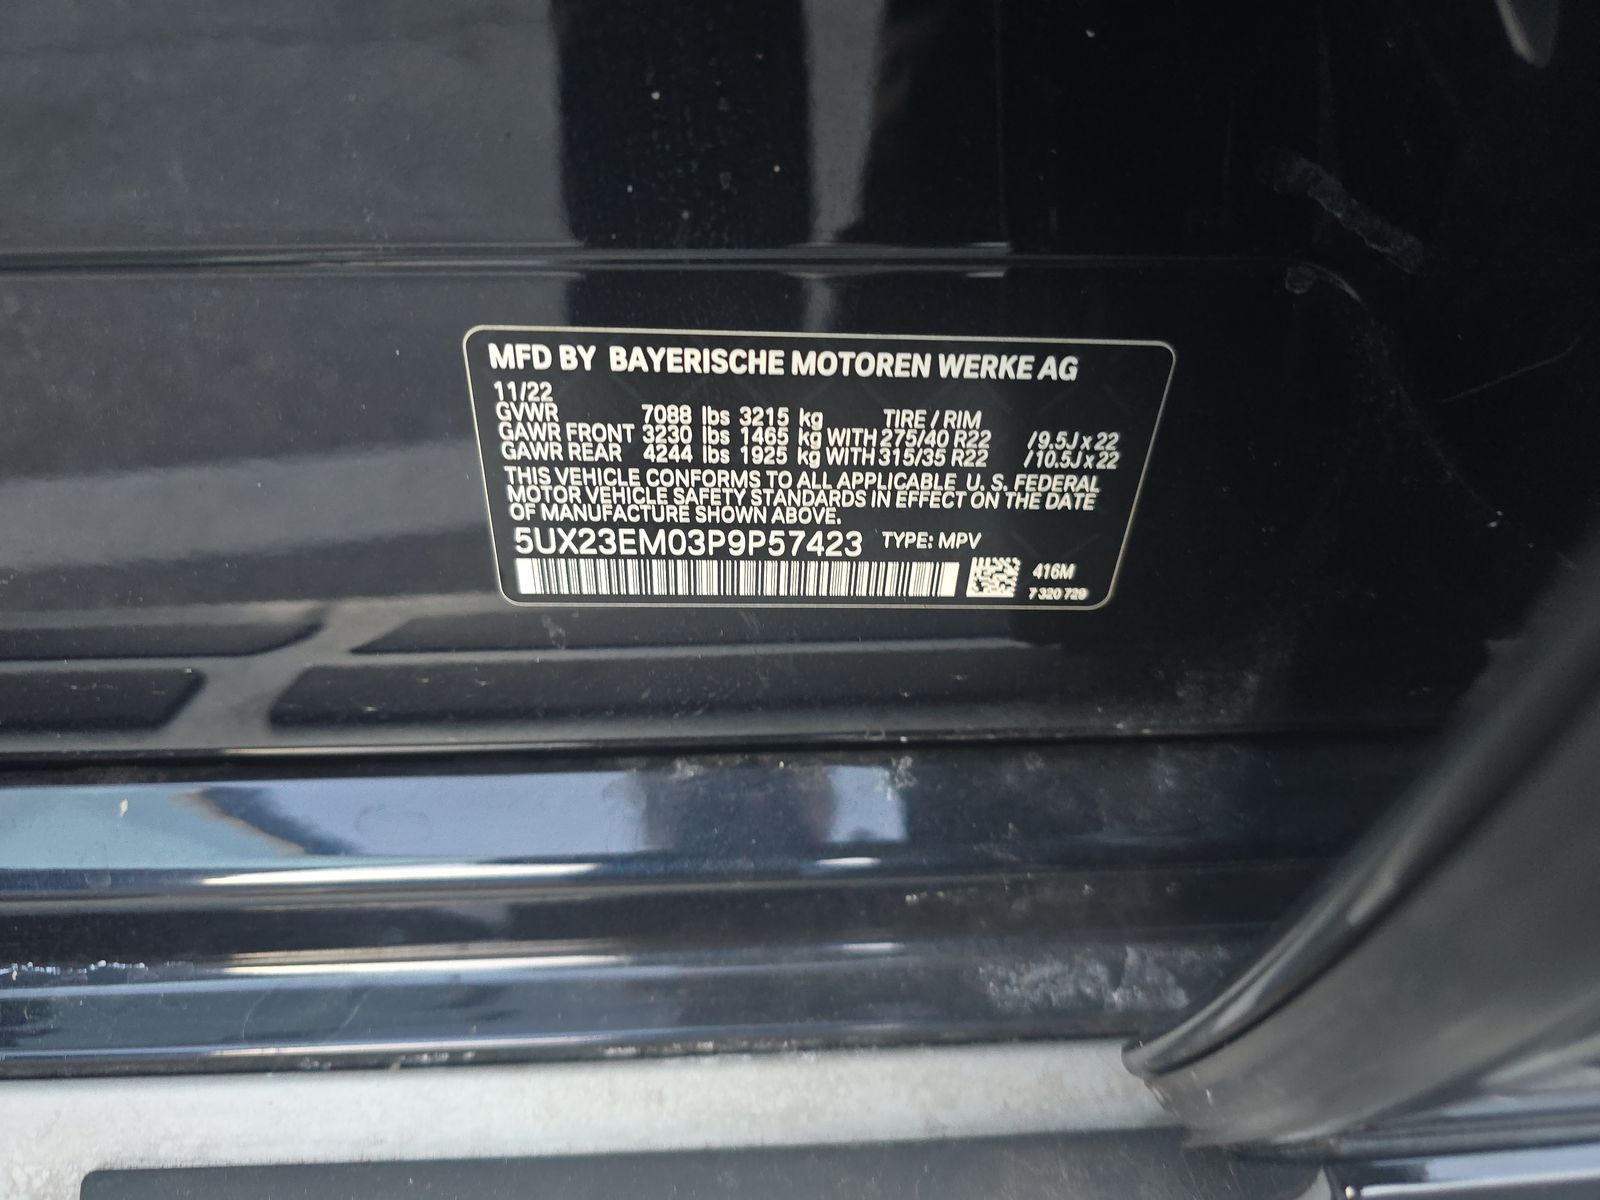 MFD BY BAYERISCHE MOTOREN WERKE AG
11/22
GVWR 7088 lbs 3215 kg TIRE / RIM
GAWR FRONT 3230 lbs 1465 kg WITH 275/40 R22 /9.5J x 22
GAWR REAR 4244 lbs 1925 kg WITH 315/35 R22 /10.5J x 22
THIS VEHICLE CONFORMS TO ALL APPLICABLE U. S. FEDERAL
MOTOR VEHICLE SAFETY STANDARDS IN EFFECT ON THE DATE
OF MANUFACTURE SHOWN ABOVE.
5UX23EM03P9P57423 TYPE: MPV
416M
7 320 729